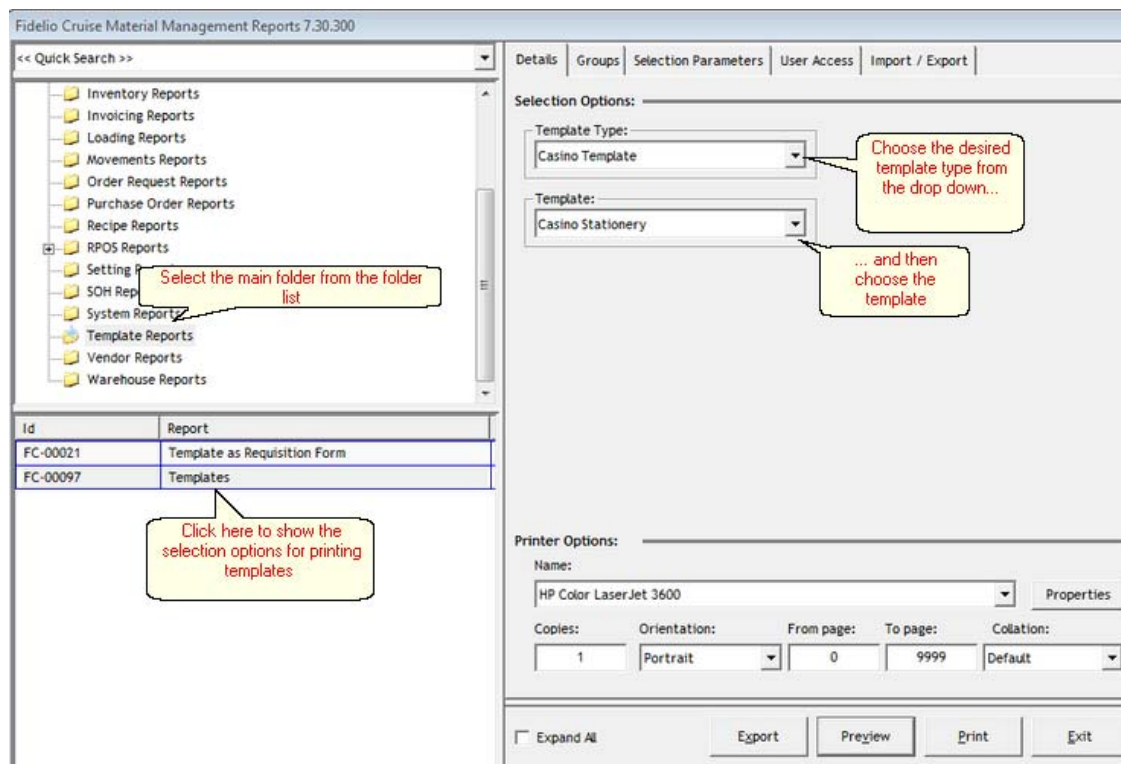 Fidelio Cruise Material Management Reports 7.30.300
<< Quick Search >>
Inventory Reports
Invoicing Reports
Loading Reports
Movements Reports
Order Request Reports
Purchase Order Reports
Recipe Reports
RPOS Reports
Setting
SOH Rep
System Reports
Template Reports
Vendor Reports
Warehouse Reports
Select the main folder from the folder
list
Id Report
FC-00021 Template as Requisition Form
FC-00097 Templates
Click here to show the
selection options for printing
templates
Details Groups Selection Parameters User Access Import / Export
Selection Options:
Template Type:
Casino Template
Choose the desired
template type from
the drop down...
Template:
Casino Stationery
... and then
choose the
template
Printer Options:
Name:
HP Color LaserJet 3600 Properties
Copies: Orientation: From page: To page: Collation:
1 Portrait 0 9999 Default
Expand All Export Preview Print Exit